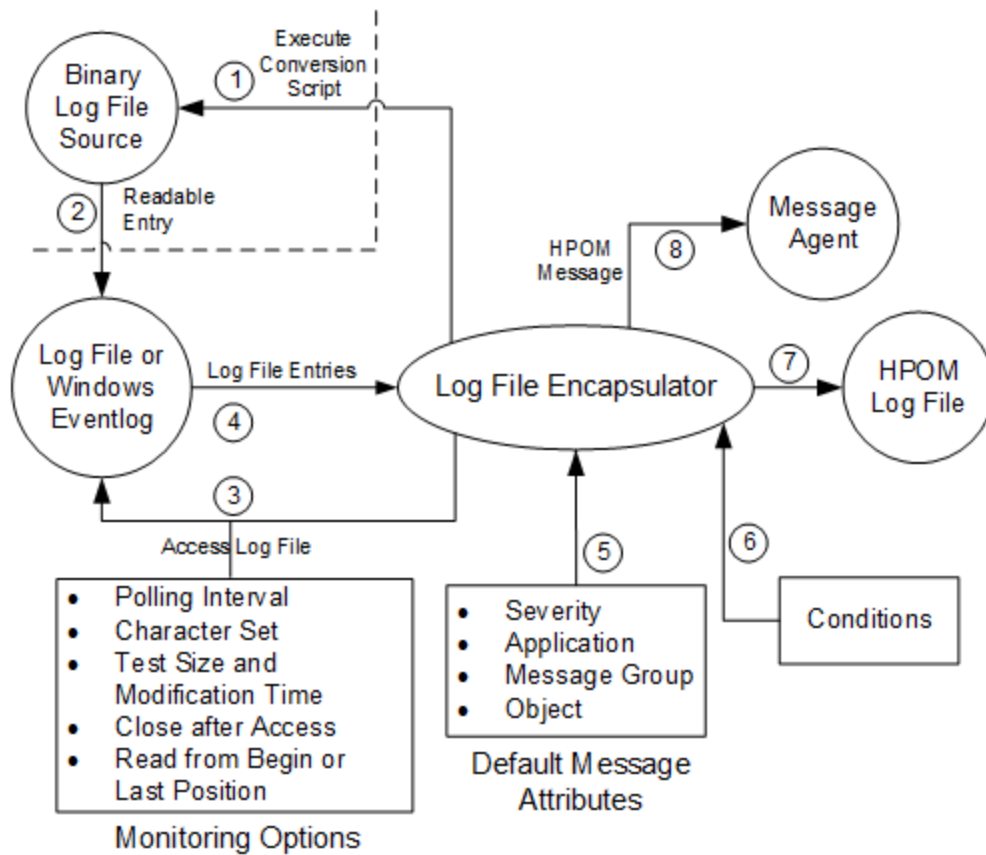 Execute
Conversion
Script
1
Binary
Log File
Source
2
Readable
Entry
Message
Agent
8
HPOM
Message
Log File or
Windows
Eventlog
Log File Entries
4
Log File Encapsulator
7
HPOM
Log File
3
Access Log File
5
6
• Polling Interval
• Character Set
• Test Size and
Modification Time
• Close after Access
• Read from Begin or
Last Position
Monitoring Options
• Severity
• Application
• Message Group
• Object
Default Message
Attributes
Conditions